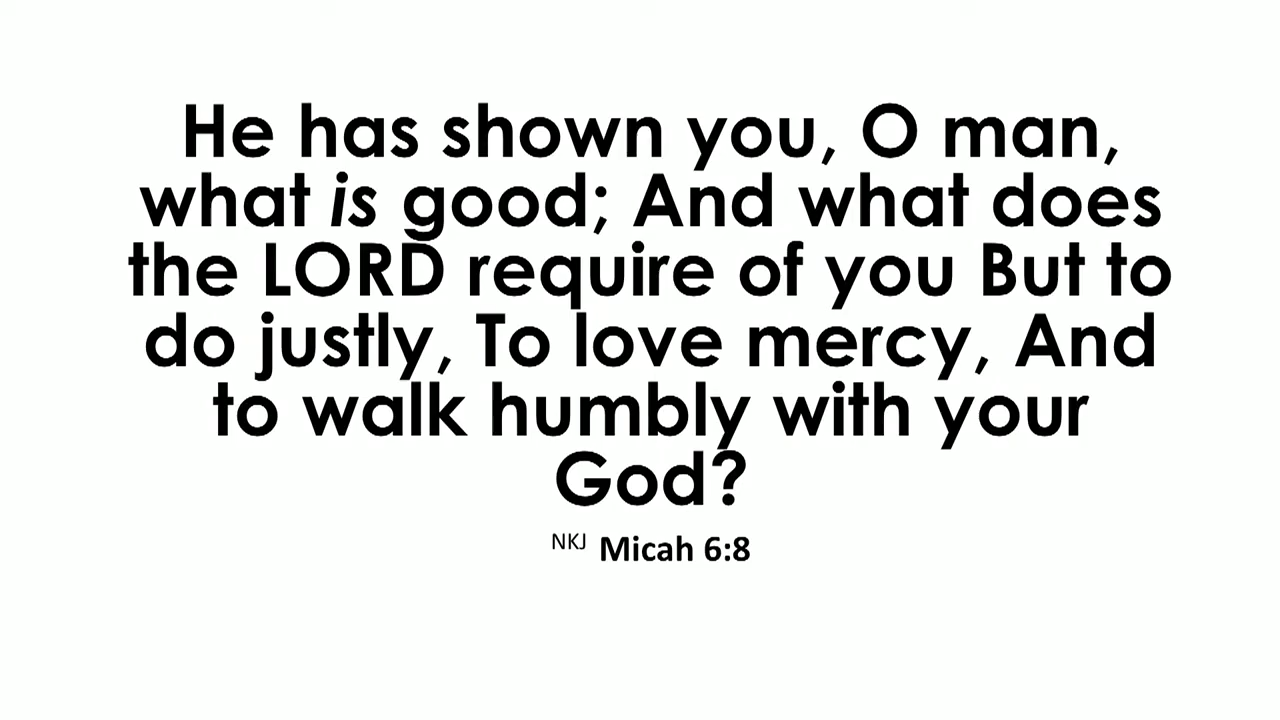 He has shown you, O man,
what is good; And what does
the LORD require of you But to
do justly, To love mercy, And
to walk humbly with your
God?
NKJ Micah 6:8